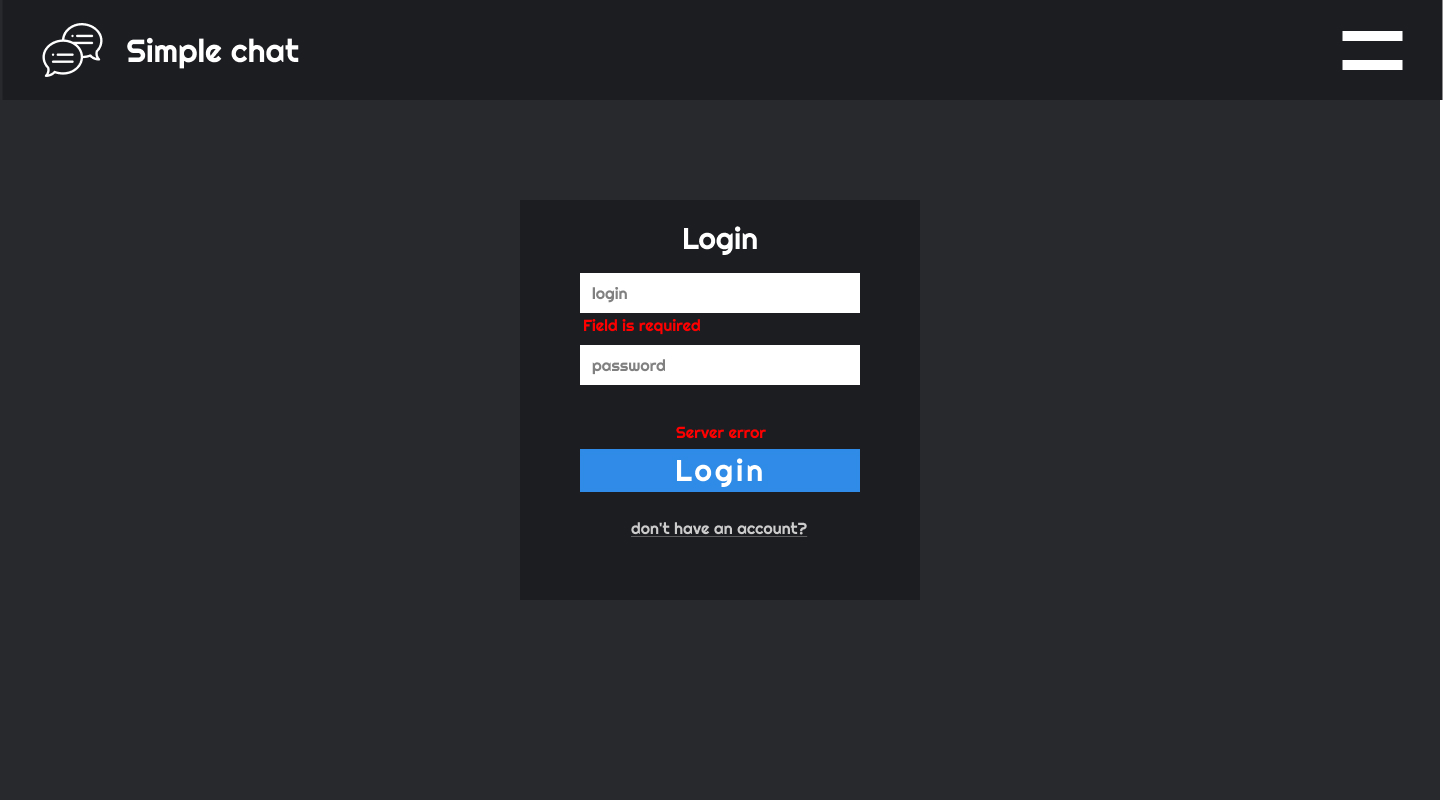 Simple chat
Login
login
Field is required
password
Server error
Login
don't have an account?